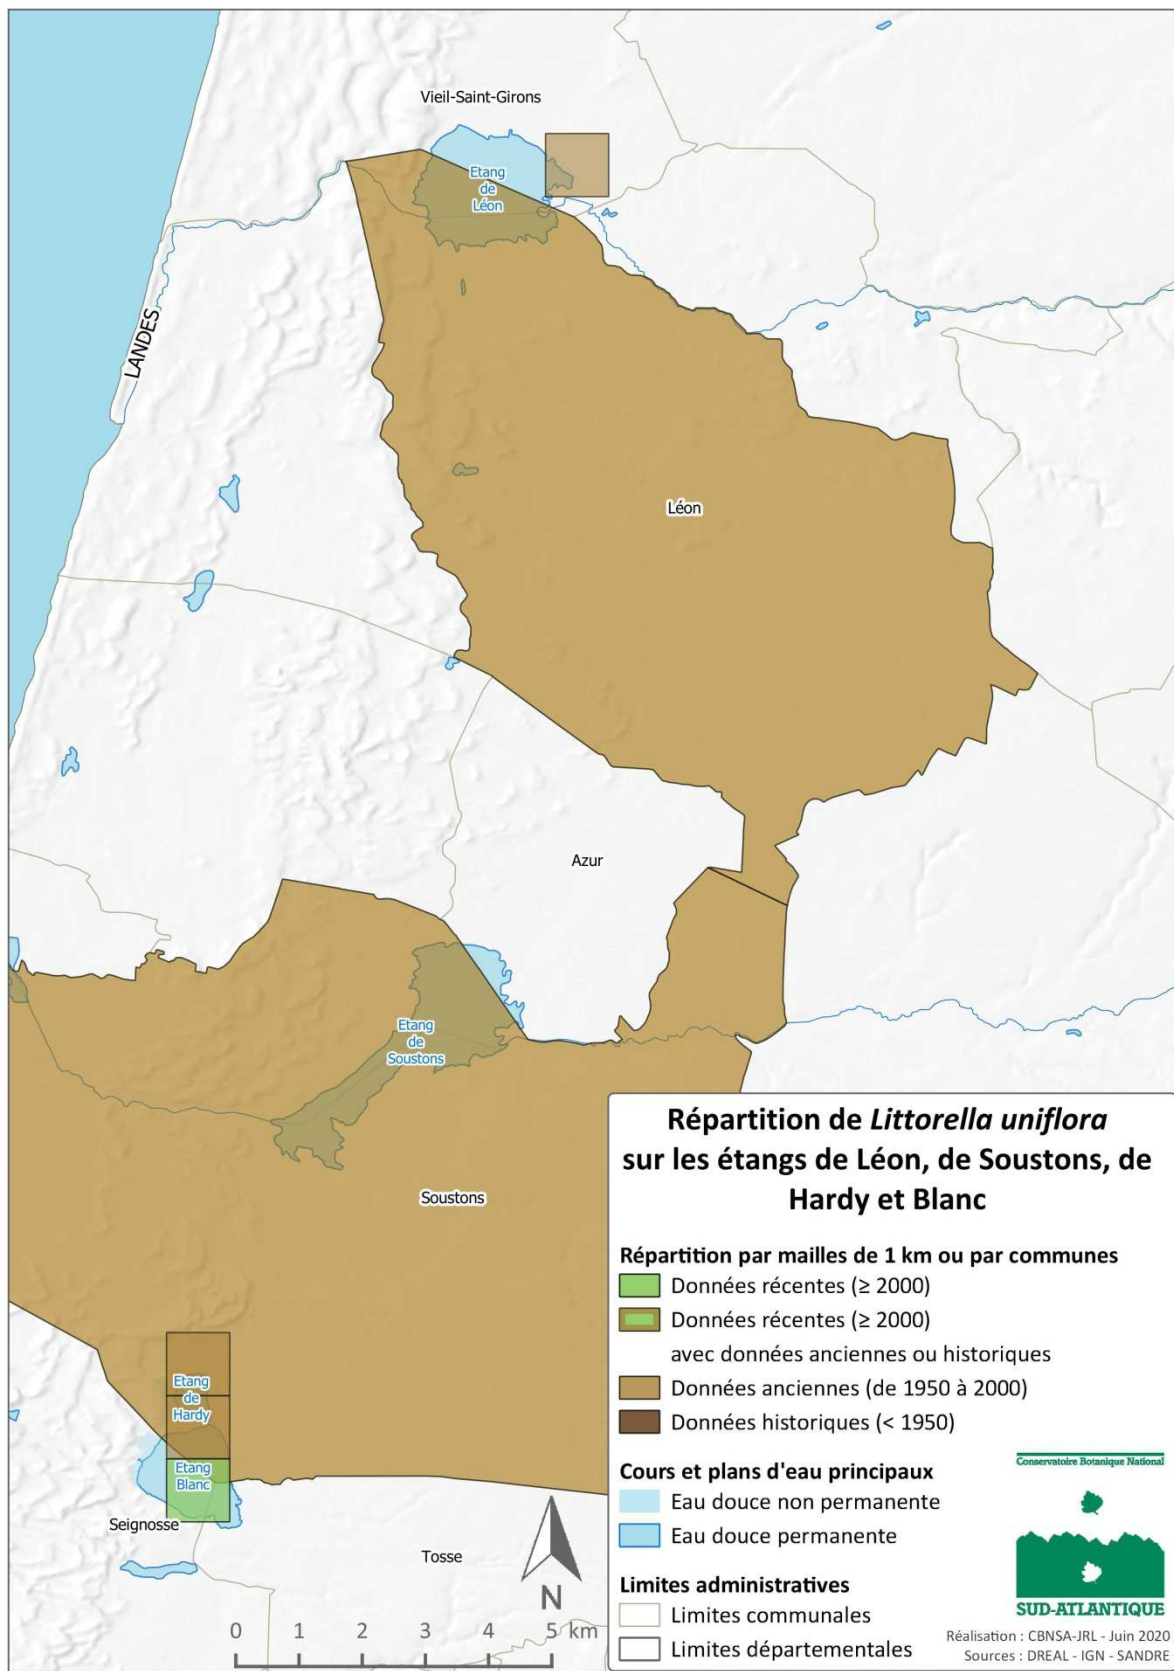 Vieil-Saint-Girons
Etang
de
Léon
LANDES
Léon
Azur
Etang
de
Soustons
Soustons
Etang
de
Hardy
Etang
Blanc
Seignosse
Tosse
N
0 1 2 3 4 5 km
Répartition de Littorella uniflora
sur les étangs de Léon, de Soustons, de
Hardy et Blanc
Répartition par mailles de 1 km ou par communes
Données récentes (≥ 2000)
Données récentes (≥ 2000)
avec données anciennes ou historiques
Données anciennes (de 1950 à 2000)
Données historiques (< 1950)
Cours et plans d'eau principaux
Eau douce non permanente
Eau douce permanente
Limites administratives
Limites communales
Limites départementales
Conservatoire Botanique National
SUD-ATLANTIQUE
Réalisation : CBNSA-JRL - Juin 2020
Sources : DREAL - IGN - SANDRE